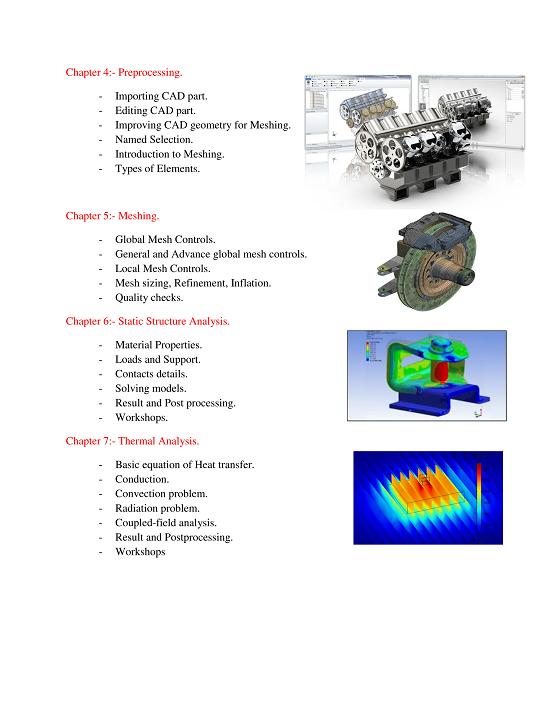 Chapter 4:- Preprocessing.
- Importing CAD part.
- Editing CAD part.
- Improving CAD geometry for Meshing.
- Named Selection.
- Introduction to Meshing.
- Types of Elements.
Chapter 5:- Meshing.
- Global Mesh Controls.
- General and Advance global mesh controls.
- Local Mesh Controls.
- Mesh sizing, Refinement, Inflation.
- Quality checks.
Chapter 6:- Static Structure Analysis.
- Material Properties.
- Loads and Support.
- Contacts details.
- Solving models.
- Result and Post processing.
- Workshops.
Chapter 7:- Thermal Analysis.
- Basic equation of Heat transfer.
- Conduction.
- Convection problem.
- Radiation problem.
- Coupled-field analysis.
- Result and Postprocessing.
- Workshops